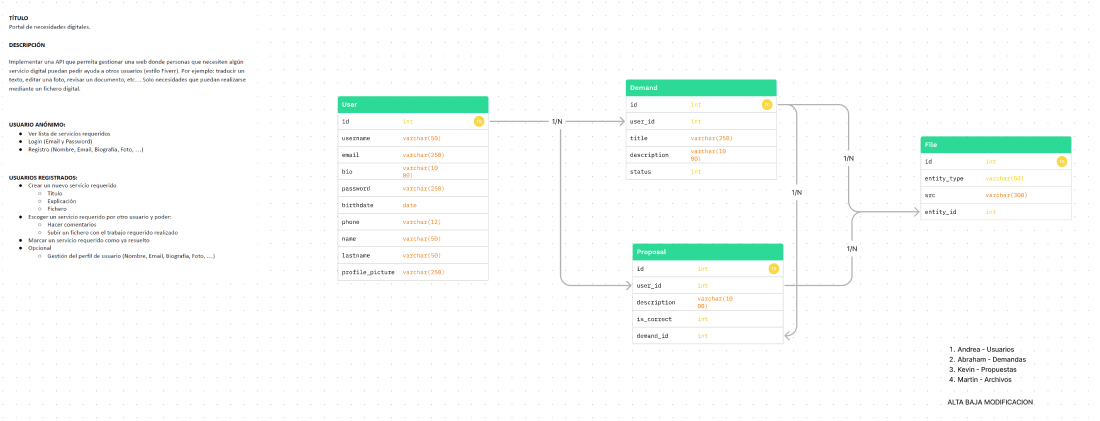 TÍTULO
Portal de necesidades digitales.
DESCRIPCIÓN
Implementar una API que permita gestionar una web donde personas que necesiten algún
servicio digital puedan pedir ayuda a otros usuarios (estilo Fiverr). Por ejemplo: traducir un
texto, editar una foto, revisar un documento, etc... Solo necesidades que puedan realizarse
mediante un fichero digital.
USUARIO ANÓNIMO:
● Ver lista de servicios requeridos
● Login (Email y Password)
● Registro (Nombre, Email, Biografía, Foto, ...)
USUARIOS REGISTRADOS:
● Crear un nuevo servicio requerido
○ Título
○ Explicación
○ Fichero
● Escoger un servicio requerido por otro usuario y poder:
○ Hacer comentarios
○ Subir un fichero con el trabajo requerido realizado
● Marcar un servicio requerido como ya resuelto
● Opcional
○ Gestión del perfil de usuario (Nombre, Email, Biografía, Foto, ...)
User
id int
username varchar(50)
email varchar(250)
bio varchar(10
00)
password varchar(250)
birthdate date
phone varchar(12)
name varchar(50)
lastname varchar(50)
profile_picture varchar(250)
1/N
Demand
id int
user_id int
title varchar(250)
description varchar(10
00)
status int
1/N
1/N
1/N
Proposal
id int
user_id int
description varchar(10
00)
is_correct int
demand_id int
File
id int
entity_type varchar(50)
src varchar(300)
entity_id int
1. Andrea - Usuarios
2. Abraham - Demandas
3. Kevin - Propuestas
4. Martin - Archivos
ALTA BAJA MODIFICACION